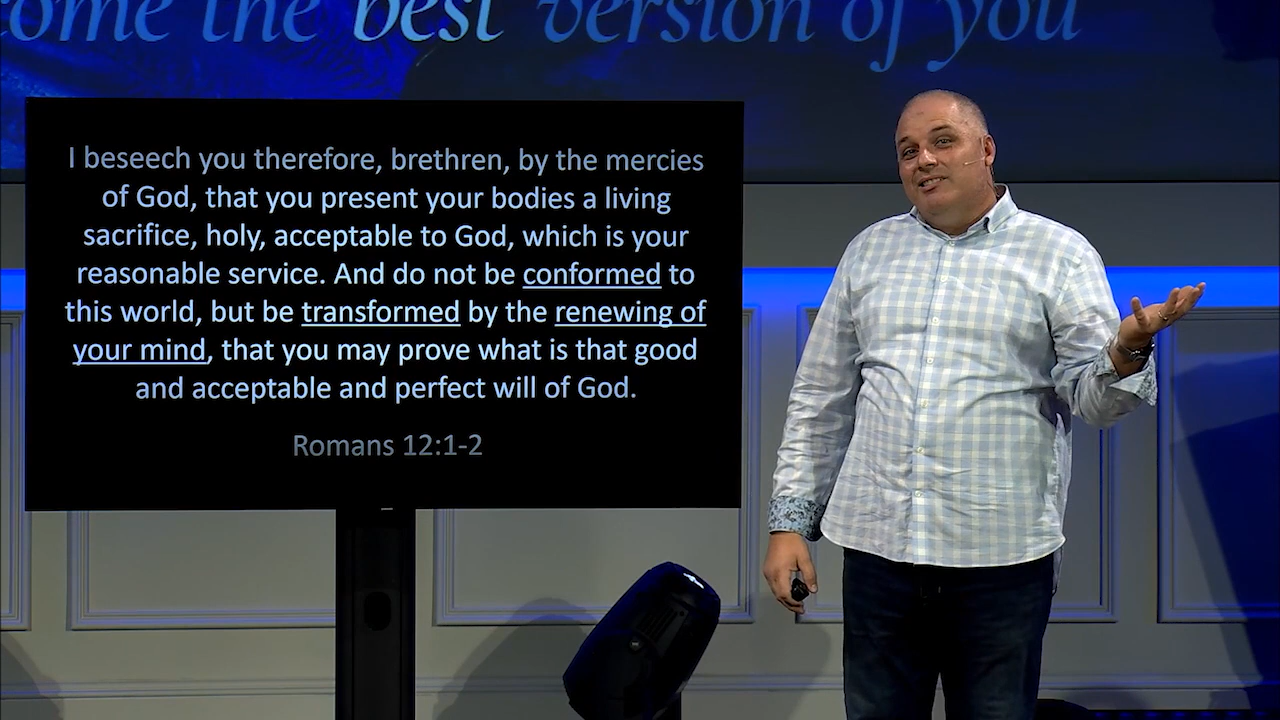 ome the best version of you
I beseech you therefore, brethren, by the mercies
of God, that you present your bodies a living
sacrifice, holy, acceptable to God, which is your
reasonable service. And do not be conformed to
this world, but be transformed by the renewing of
your mind, that you may prove what is that good
and acceptable and perfect will of God.
Romans 12:1-2